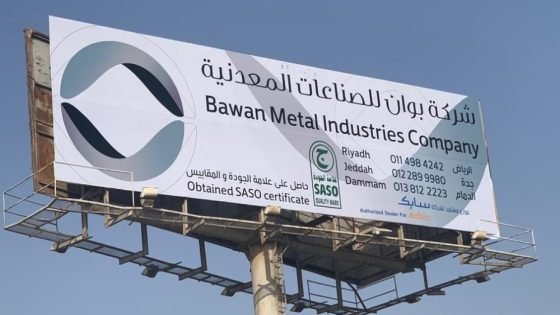 شركة بوان للصناعات المعدنية
Bawan Metal Industries Company
Riyadh 011 498 4242 الرياض
Jeddah 012 289 9980 جدة
Dammam 013 812 2223 الدمام
حاصل على علامة الجودة و المقاييس
Obtained SASO certificate
علامة الجودة
SASO
QUALITY MARK
سابك
Authorized Dealer For